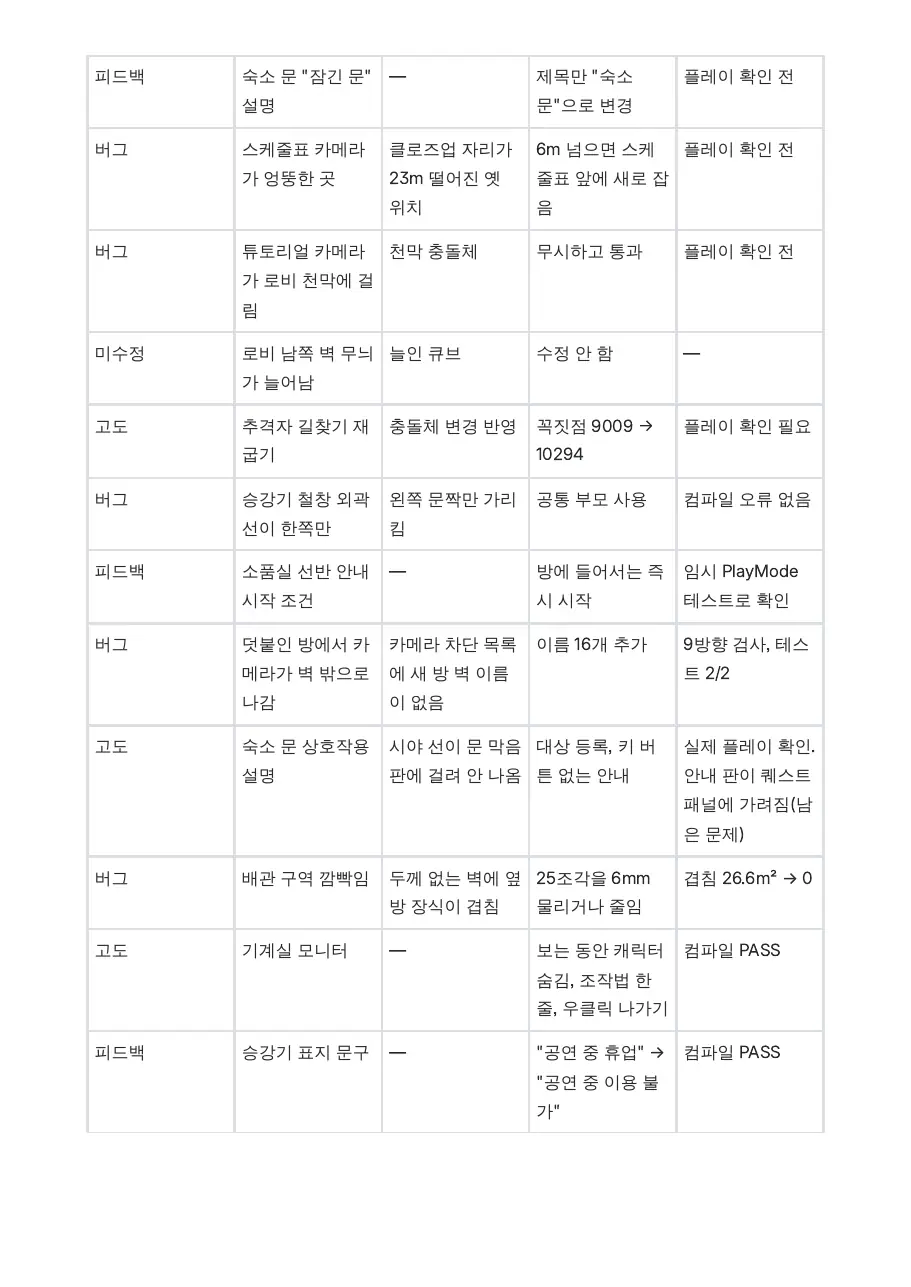 피드백
숙소 문 "잠긴 문"
설명
—
제목만 "숙소
문"으로 변경
플레이 확인 전
버그
스케줄표 카메라
가 엉뚱한 곳
클로즈업 자리가
23m 떨어진 옛
위치
6m 넘으면 스케
줄표 앞에 새로 잡
음
플레이 확인 전
버그
튜토리얼 카메라
가 로비 천막에 걸
림
천막 충돌체
무시하고 통과
플레이 확인 전
미수정
로비 남쪽 벽 무늬
가 늘어남
늘인 큐브
수정 안 함
—
고도
추격자 길찾기 재
굽기
충돌체 변경 반영
꼭짓점 9009 →
10294
플레이 확인 필요
버그
승강기 철창 외곽
선이 한쪽만
왼쪽 문짝만 가리
킴
공통 부모 사용
컴파일 오류 없음
피드백
소품실 선반 안내
시작 조건
—
방에 들어서는 즉
시 시작
임시 PlayMode
테스트로 확인
버그
덧붙인 방에서 카
메라가 벽 밖으로
나감
카메라 차단 목록
에 새 방 벽 이름
이 없음
이름 16개 추가
9방향 검사, 테스
트 2/2
고도
숙소 문 상호작용
설명
시야 선이 문 막음
판에 걸려 안 나옴
대상 등록, 키 버
튼 없는 안내
실제 플레이 확인.
안내 판이 퀘스트
패널에 가려짐(남
은 문제)
버그
배관 구역 깜빡임
두께 없는 벽에 옆
방 장식이 겹침
25조각을 6mm
물리거나 줄임
겹침 26.6m² → 0
고도
기계실 모니터
—
보는 동안 캐릭터
숨김, 조작법 한
줄, 우클릭 나가기
컴파일 PASS
피드백
승강기 표지 문구
—
"공연 중 휴업" →
"공연 중 이용 불
가"
컴파일 PASS